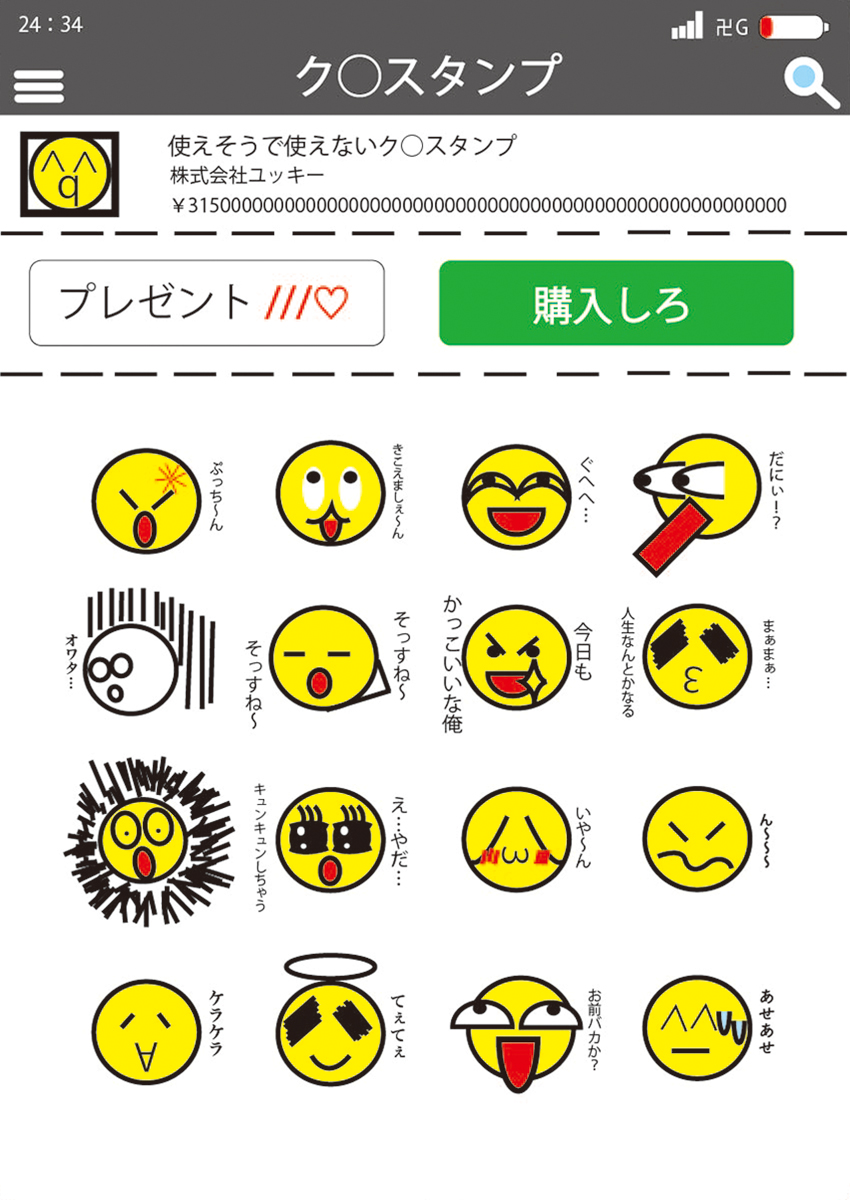 24：34
卍G
ク◯スタンプ
使えそうで使えないク◯スタンプ
株式会社ユッキー
￥315000000000000000000000000000000000000000000000000000
プレゼント ///♡
購入しろ
ぷっち～ん
きこえましぇ～ん
ぐへへ…
だにぃ！？
オワタ…
そっすね～
そっすね～
今日も
かっこいいな俺
まぁまぁ…
人生なんとかなる
え…やだ…
キュンキュンしちゃう
いや～ん
ん～～～
ケラケラ
てぇてぇ
お前バカか？
あせあせ